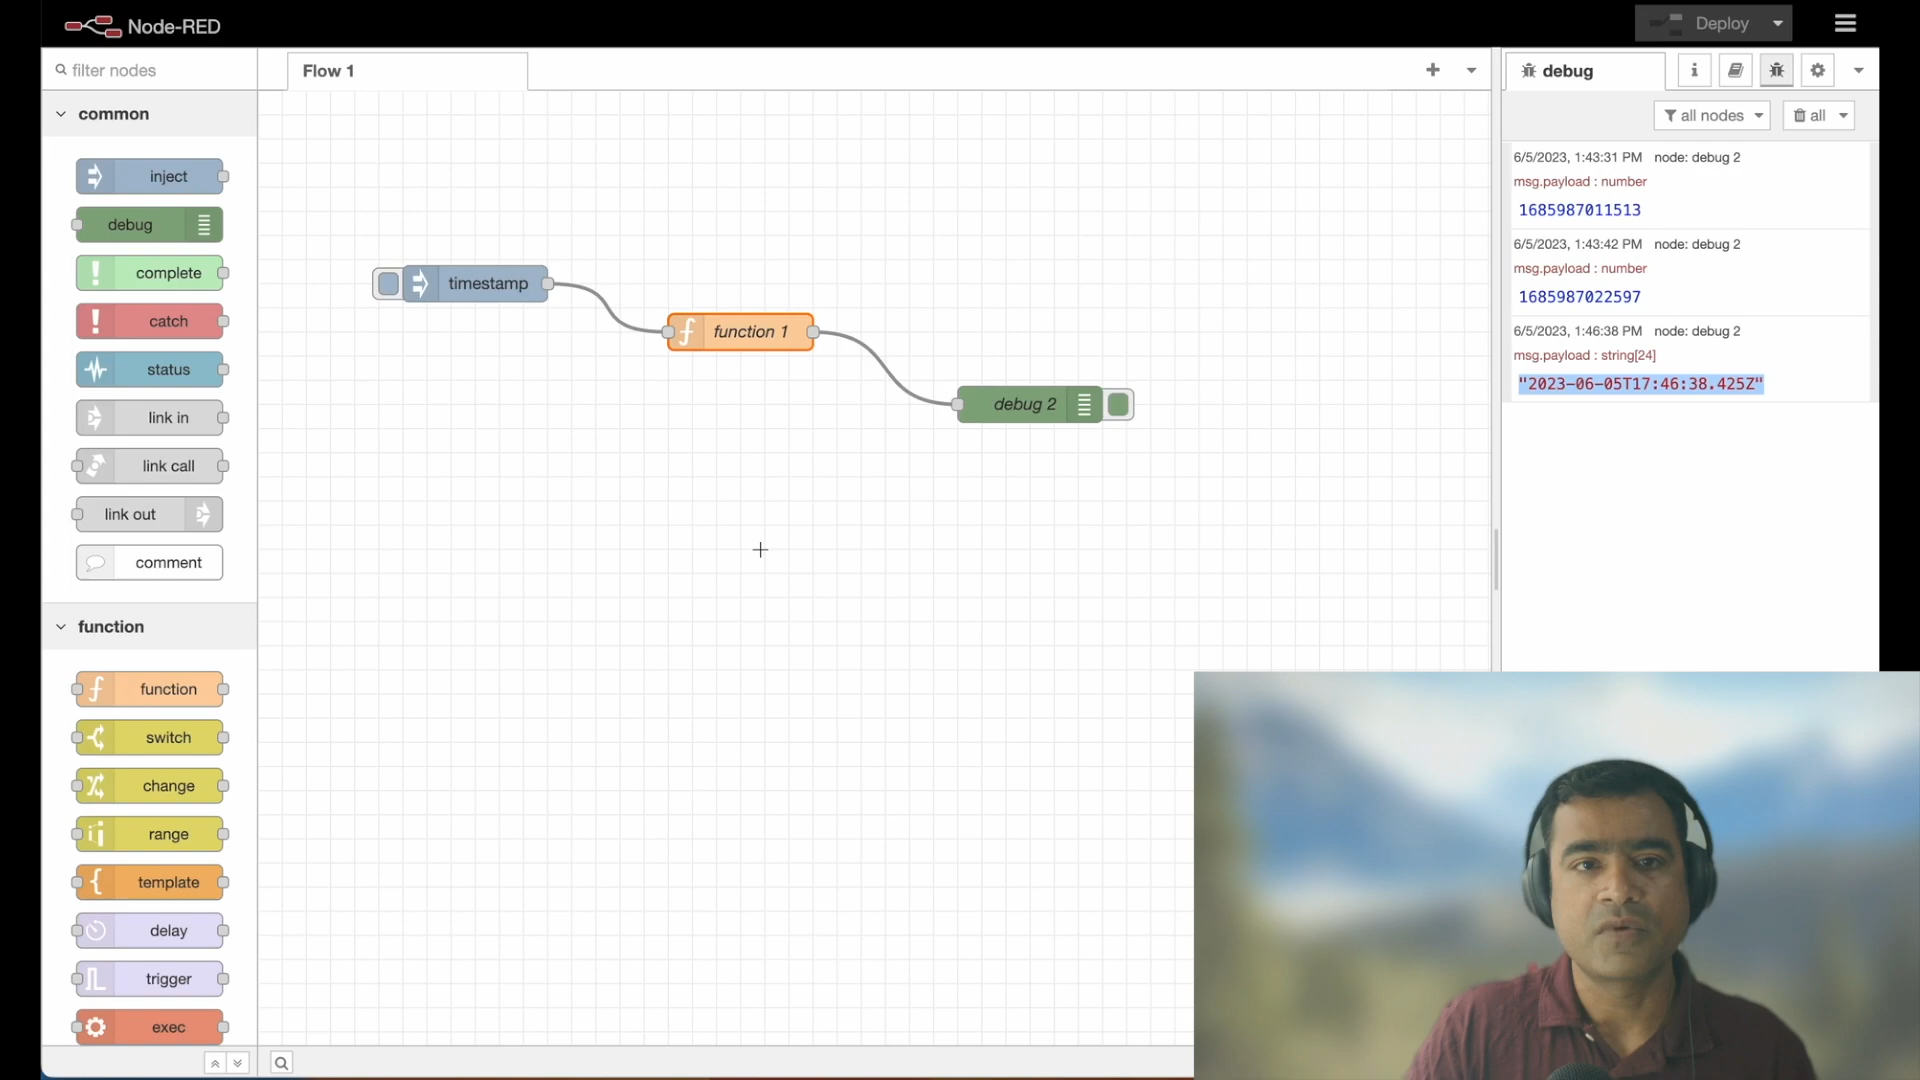 Node-RED
Deploy
filter nodes
Flow 1
debug
i
common
all nodes
all
inject
debug
complete
catch
status
link in
link call
link out
comment
function
function
switch
change
range
template
delay
trigger
exec
timestamp
function 1
debug 2
6/5/2023, 1:43:31 PM node: debug 2
msg.payload : number
1685987011513
6/5/2023, 1:43:42 PM node: debug 2
msg.payload : number
1685987022597
6/5/2023, 1:46:38 PM node: debug 2
msg.payload : string[24]
"2023-06-05T17:46:38.425Z"